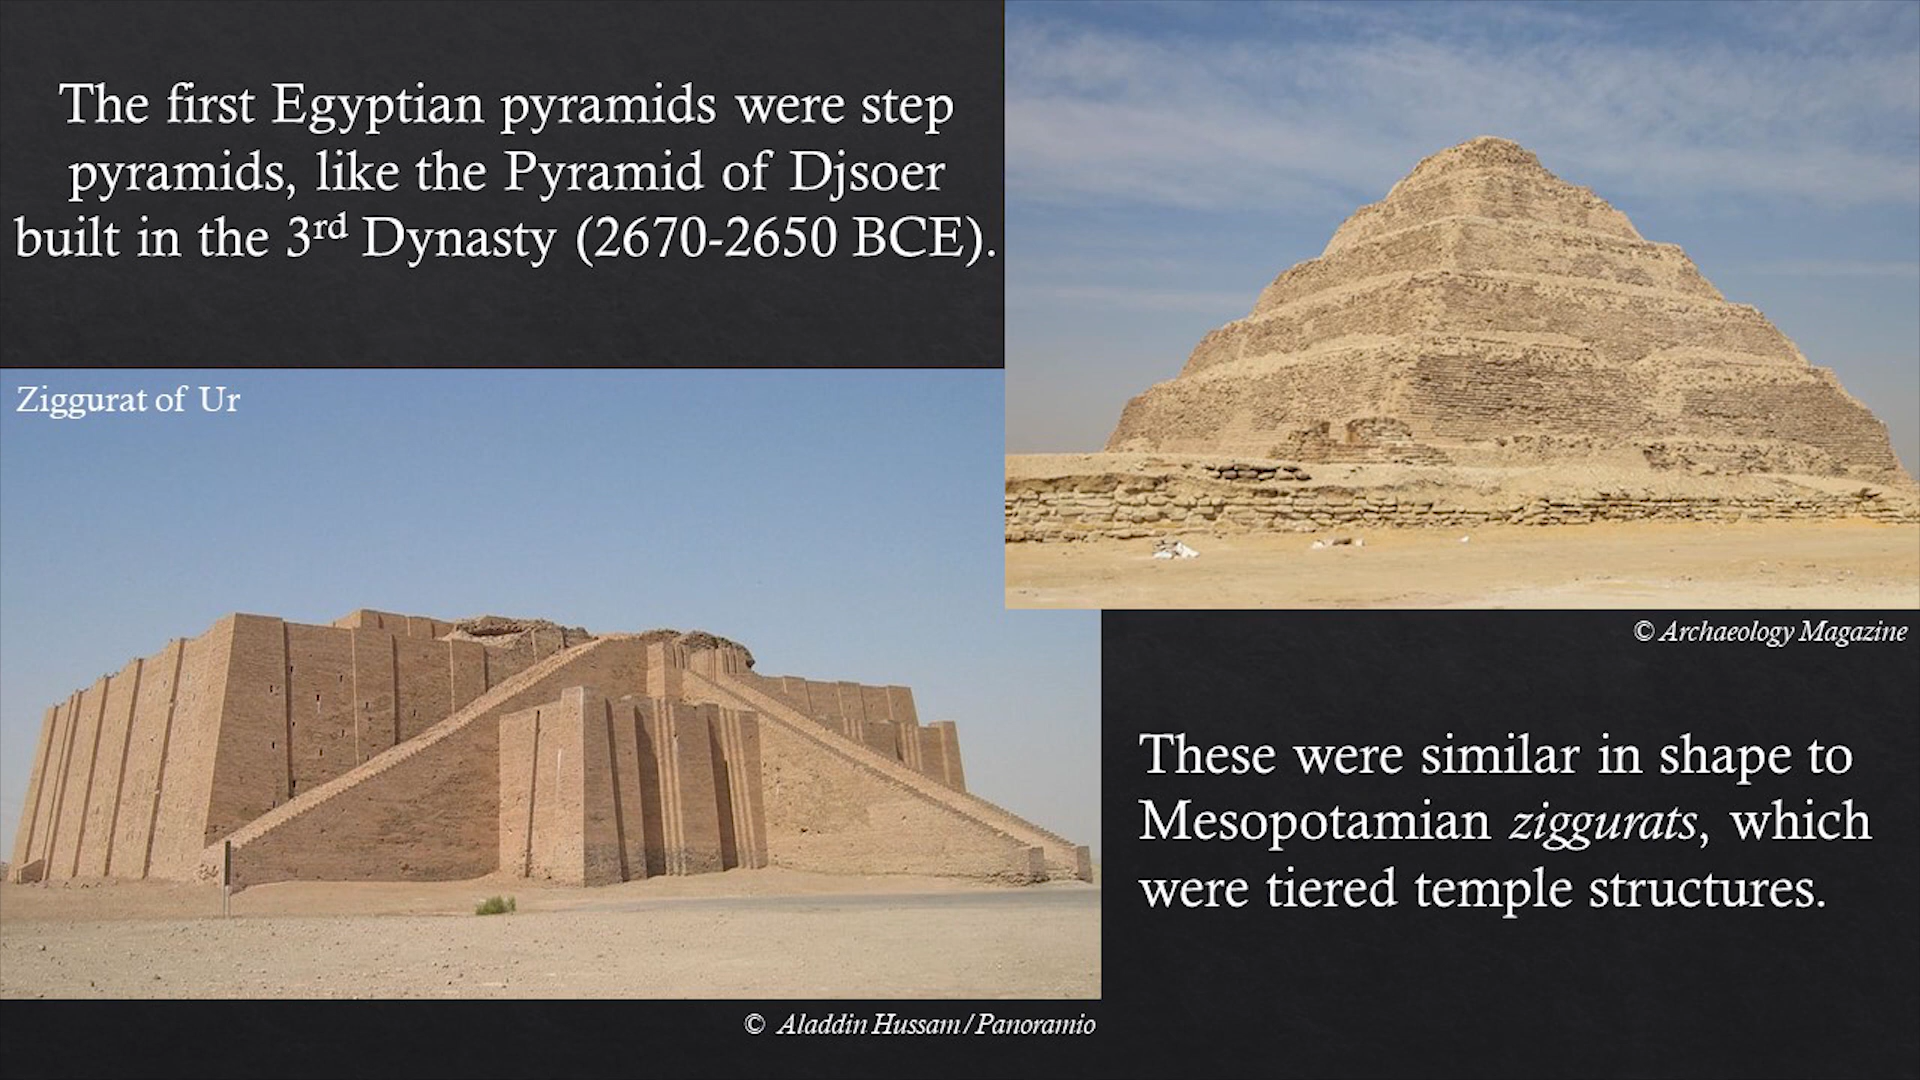 The first Egyptian pyramids were step
pyramids, like the Pyramid of Djsoer
built in the 3rd Dynasty (2670-2650 BCE).
Ziggurat of Ur
© Archaeology Magazine
These were similar in shape to
Mesopotamian ziggurats, which
were tiered temple structures.
© Aladdin Hussam / Panoramio